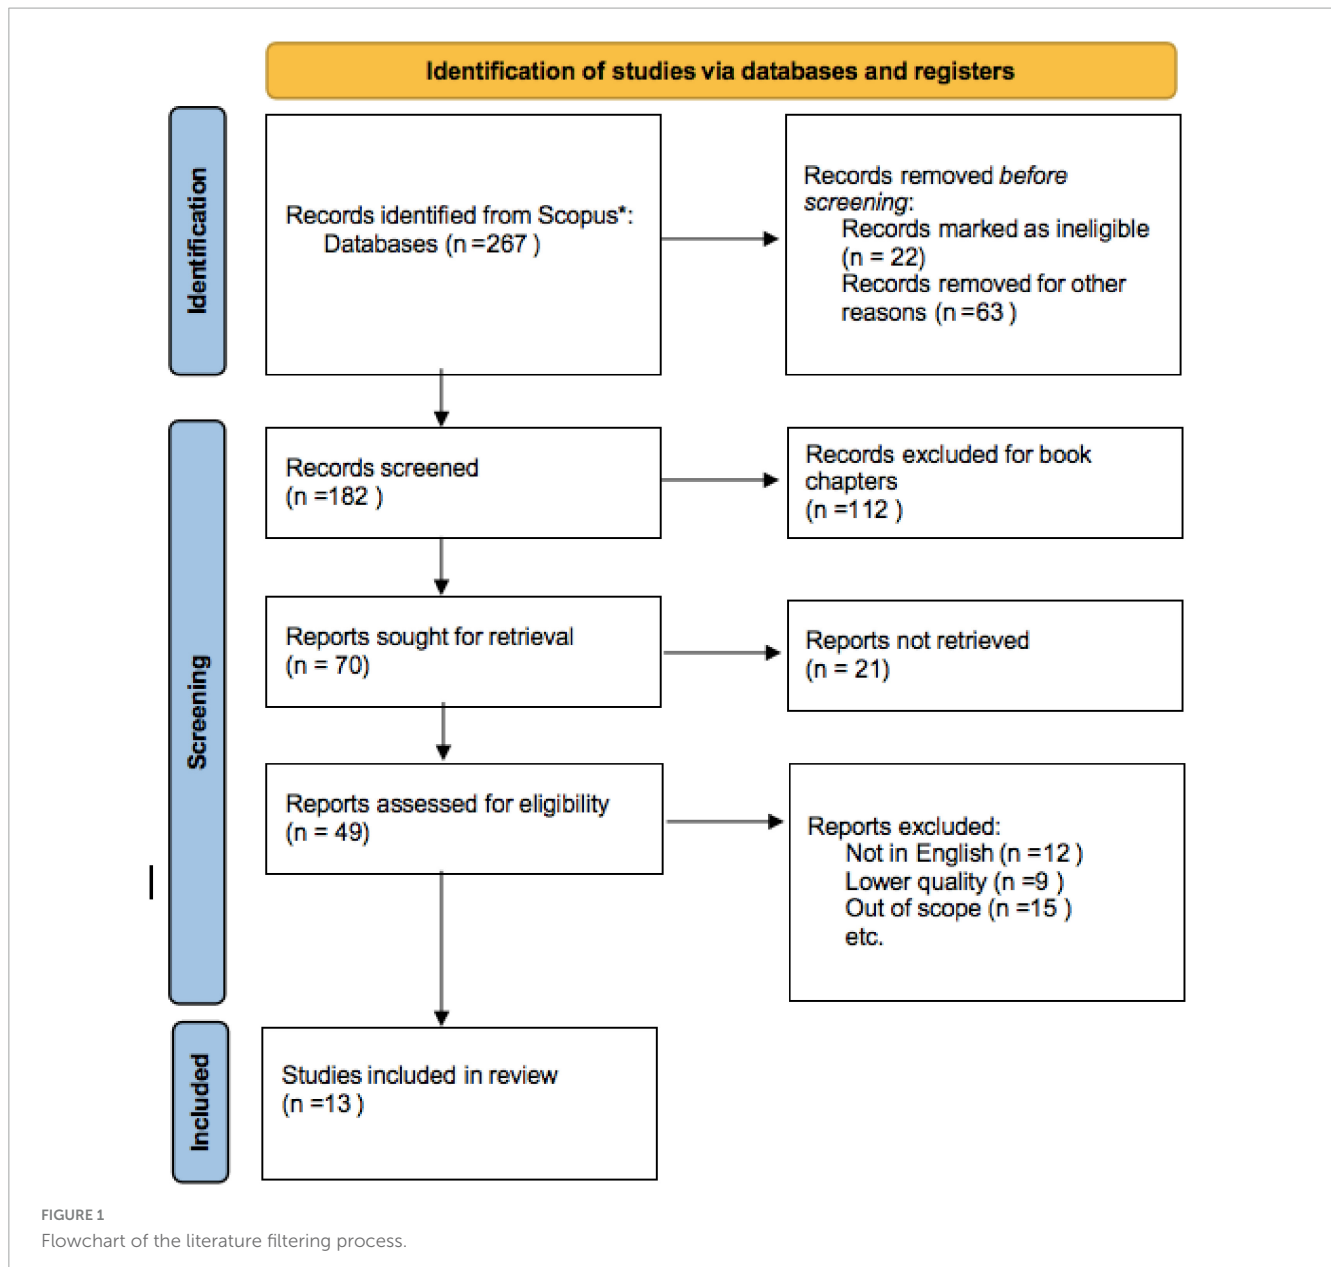 Identification of studies via databases and registers
Identification
Records identified from Scopus*:
Databases (n =267 )
Records removed before
screening:
Records marked as ineligible
(n = 22)
Records removed for other
reasons (n =63 )
Screening
Records screened
(n =182 )
Records excluded for book
chapters
(n =112 )
Reports sought for retrieval
(n = 70)
Reports not retrieved
(n = 21)
Reports assessed for eligibility
(n = 49)
Reports excluded:
Not in English (n =12 )
Lower quality (n =9 )
Out of scope (n =15 )
etc.
Included
Studies included in review
(n =13 )
FIGURE 1
Flowchart of the literature filtering process.